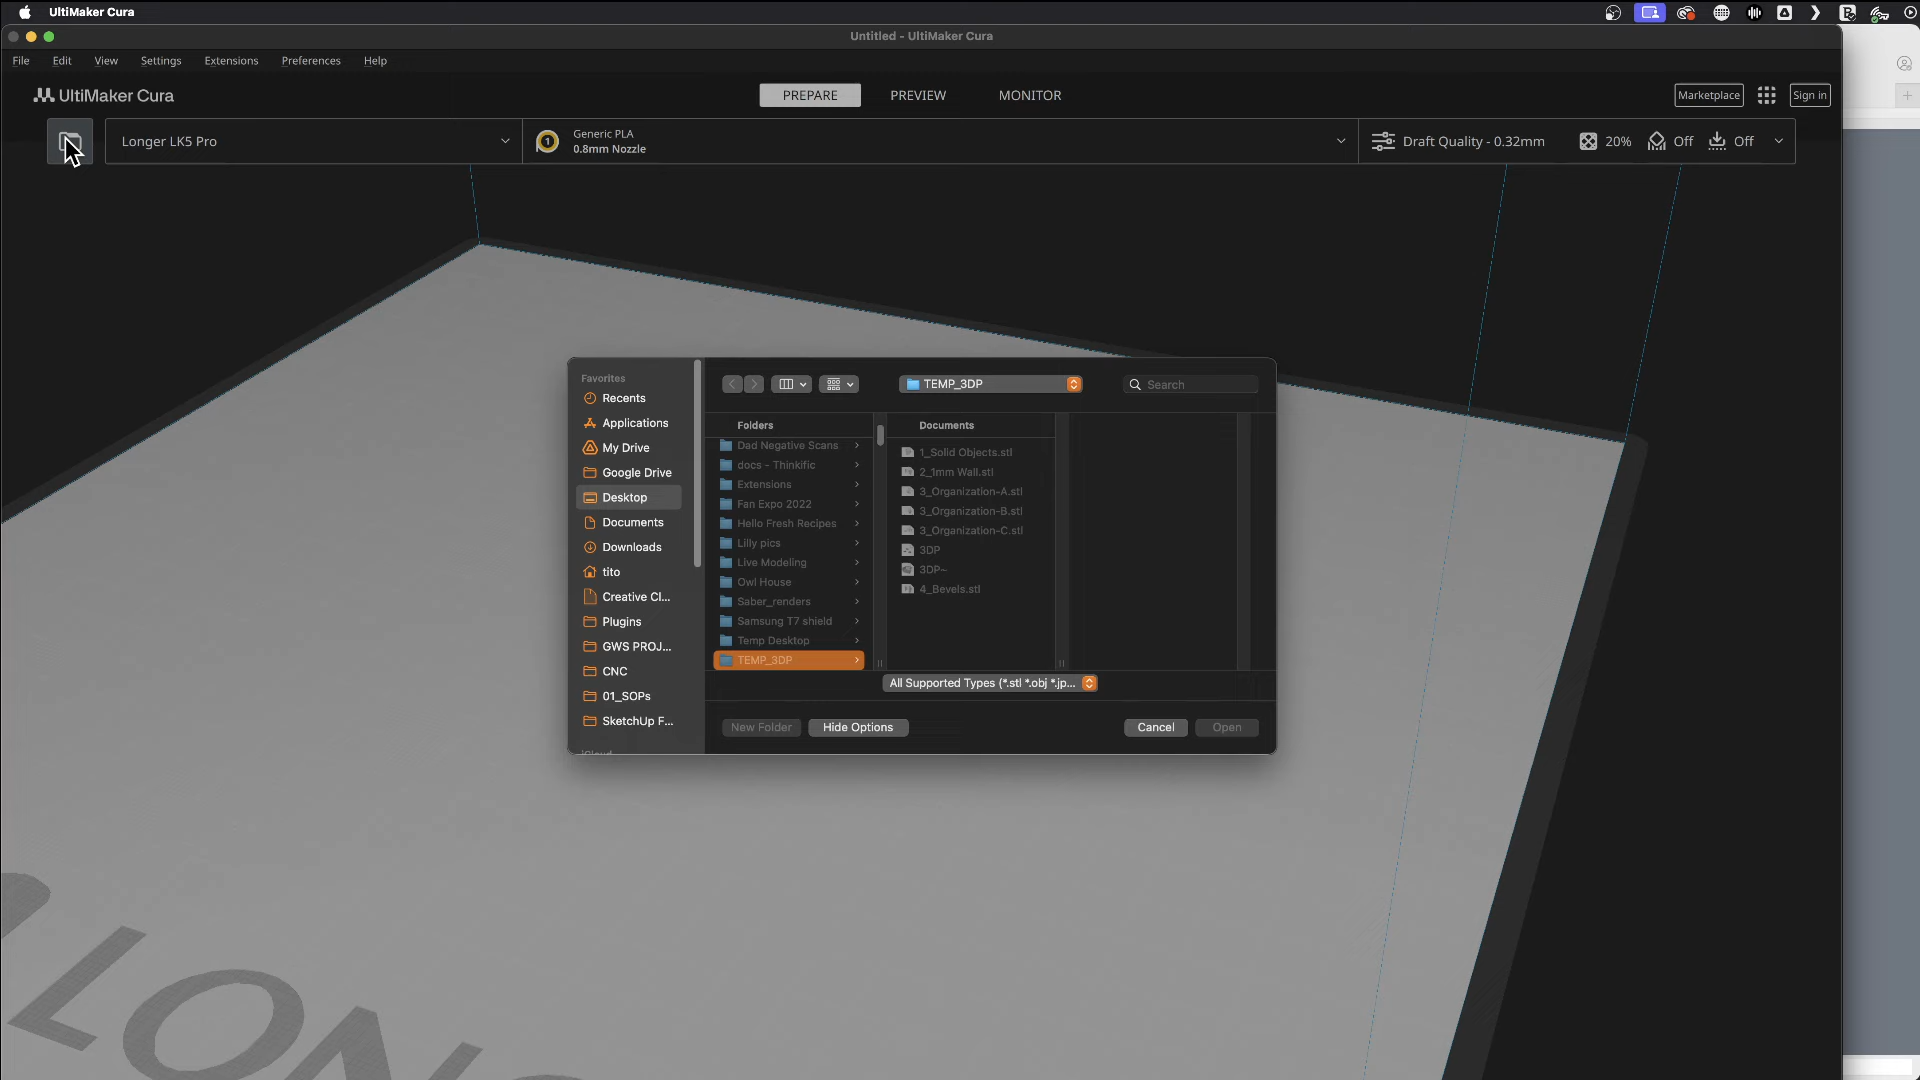 UltiMaker Cura
Untitled - UltiMaker Cura
File Edit View Settings Extensions Preferences Help
UltiMaker Cura
PREPARE PREVIEW MONITOR
Marketplace Sign in
Longer LK5 Pro
1 Generic PLA
0.8mm Nozzle
Draft Quality - 0.32mm 20% Off Off
Favorites
Recents
Applications
My Drive
Google Drive
Desktop
Documents
Downloads
tito
Creative Cl...
Plugins
GWS PROJ...
CNC
01_SOPs
SketchUp F...
iCloud
TEMP_3DP
Search
Folders
Dad Negative Scans
docs - Thinkific
Extensions
Fan Expo 2022
Hello Fresh Recipes
Lilly pics
Live Modeling
Owl House
Saber_renders
Samsung T7 shield
Temp Desktop
TEMP_3DP
Documents
1_Solid Objects.stl
2_1mm Wall.stl
3_Organization-A.stl
3_Organization-B.stl
3_Organization-C.stl
3DP
3DP~
4_Bevels.stl
All Supported Types (*.stl *.obj *.jp...
New Folder Hide Options Cancel Open
LONG